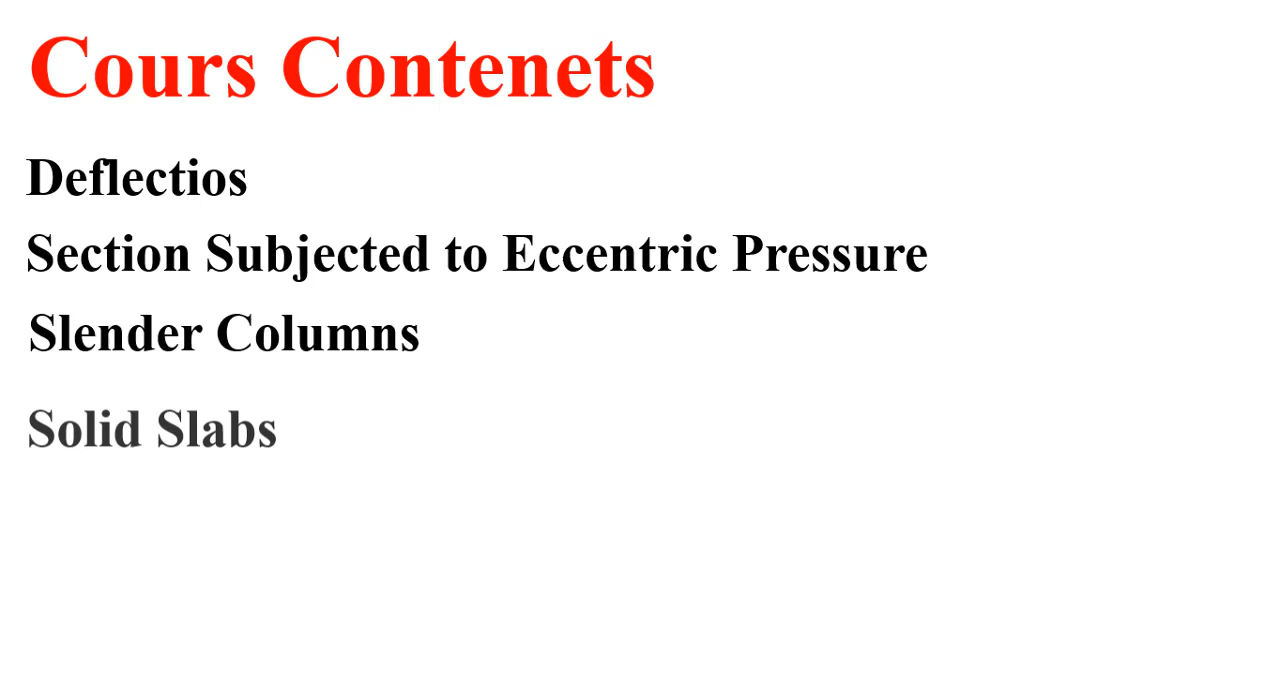 Cours Contenets
Deflectios
Section Subjected to Eccentric Pressure
Slender Columns
Solid Slabs